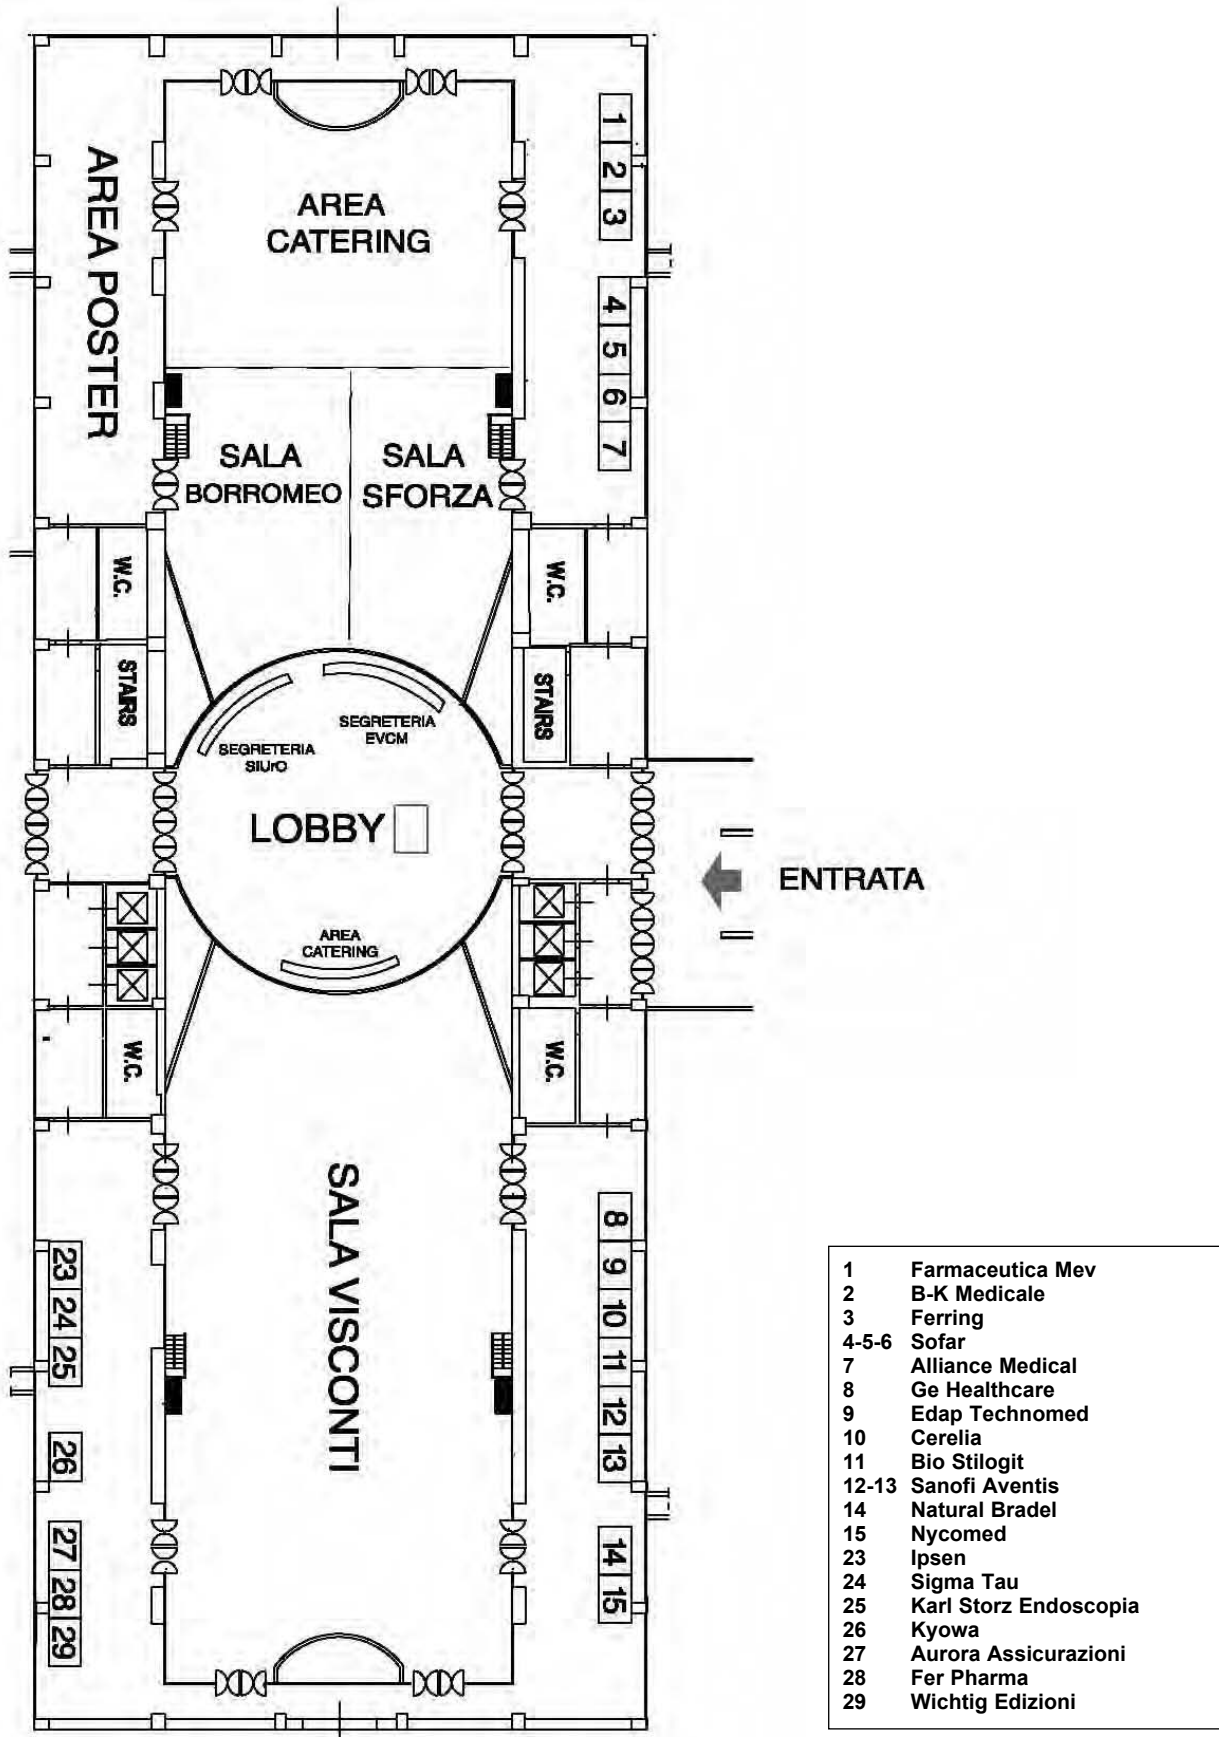 AREA POSTER
AREA
CATERING
1
2
3
4
5
6
7
SALA
BORROMEO
SALA
SFORZA
W.C.
W.C.
STAIRS
STAIRS
SEGRETERIA
EVCM
SEGRETERIA
SIUrO
LOBBY
ENTRATA
AREA
CATERING
W.C.
W.C.
SALA VISCONTI
8
9
10
11
12
13
14
15
23
24
25
26
27
28
29
1 Farmaceutica Mev
2 B-K Medicale
3 Ferring
4-5-6 Sofar
7 Alliance Medical
8 Ge Healthcare
9 Edap Technomed
10 Cerelia
11 Bio Stilogit
12-13 Sanofi Aventis
14 Natural Bradel
15 Nycomed
23 Ipsen
24 Sigma Tau
25 Karl Storz Endoscopia
26 Kyowa
27 Aurora Assicurazioni
28 Fer Pharma
29 Wichtig Edizioni